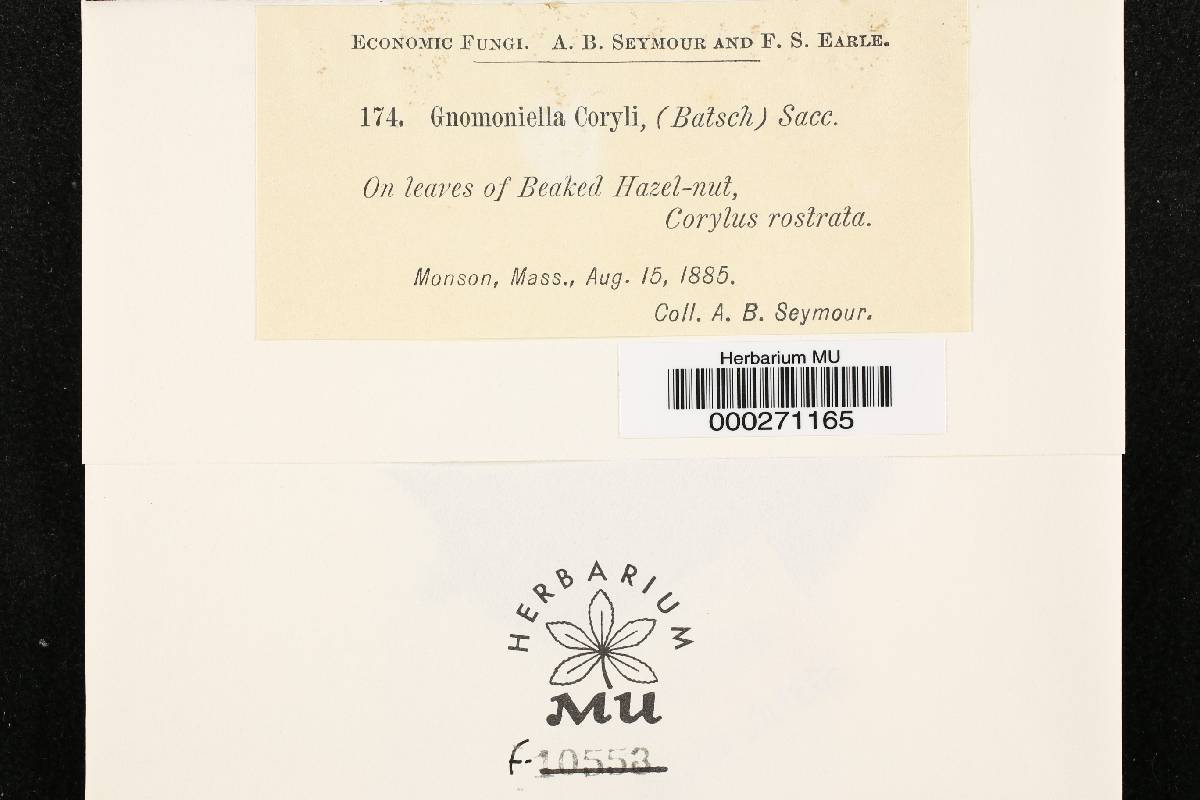 ECONOMIC FUNGI. A. B. SEYMOUR AND F. S. EARLE.
174. Gnomoniella Coryli, (Batsch) Sacc.
On leaves of Beaked Hazel-nut,
Corylus rostrata.
Monson, Mass., Aug. 15, 1885.
Coll. A. B. Seymour.
Herbarium MU
000271165
HERBARIUM
MU
F-10553